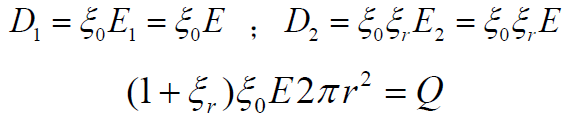 D₁ = ξ₀E₁ = ξ₀E ; D₂ = ξ₀ξᵣE₂ = ξ₀ξᵣE
(1 + ξᵣ)ξ₀E2πr² = Q